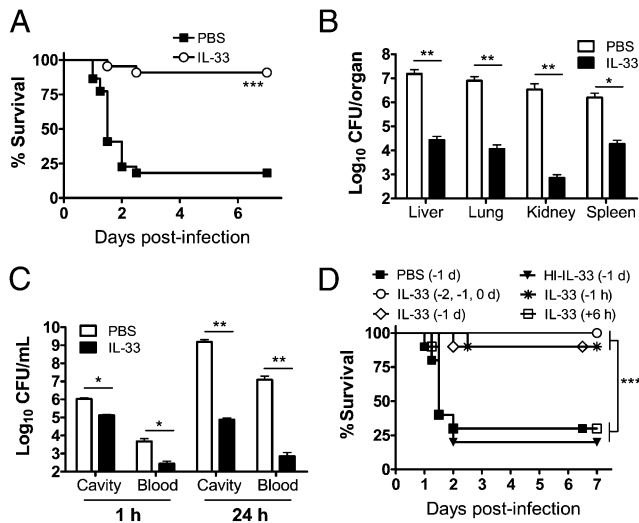 A
PBS
IL-33
100
75
50
25
0
% Survival
***
0 2 4 6
Days post-infection
B
PBS
IL-33
7
6
5
4
3
2
Log10 CFU/organ
** ** ** *
Liver Lung Kidney Spleen
C
PBS
IL-33
10
9
8
7
6
5
4
3
2
Log10 CFU/mL
* * ** **
Cavity Blood Cavity Blood
1 h 24 h
D
PBS (-1 d) HI-IL-33 (-1 d)
IL-33 (-2, -1, 0 d) IL-33 (-1 h)
IL-33 (-1 d) IL-33 (+6 h)
100
75
50
25
0
% Survival
***
0 1 2 3 4 5 6 7
Days post-infection